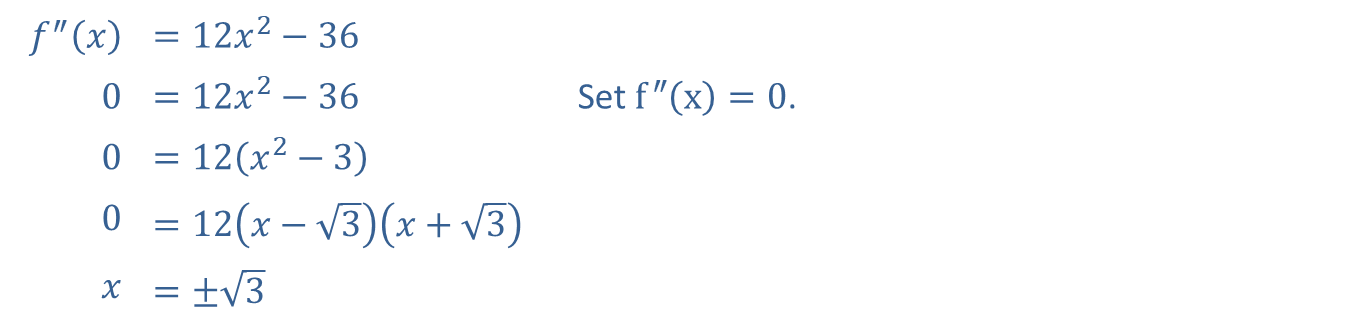 f″(x) = 12x² − 36
0 = 12x² − 36 Set f″(x) = 0.
0 = 12(x² − 3)
0 = 12(x − √3)(x + √3)
x = ±√3